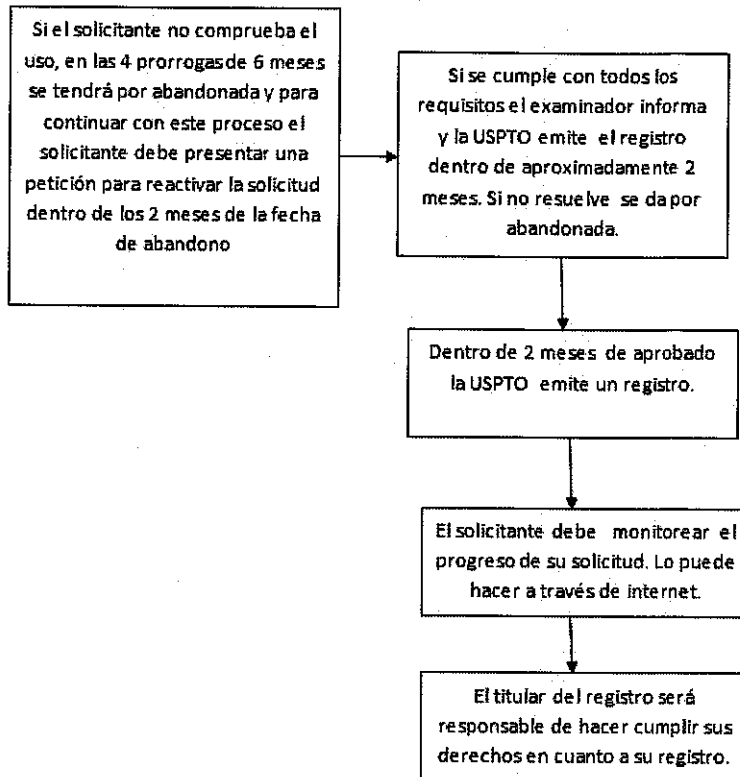 Si el solicitante no comprueba el
uso, en las 4 prorrogas de 6 meses
se tendrá por abandonada y para
continuar con este proceso el
solicitante debe presentar una
petición para reactivar la solicitud
dentro de los 2 meses de la fecha
de abandono
Si se cumple con todos los
requisitos el examinador informa
y la USPTO emite el registro
dentro de aproximadamente 2
meses. Si no resuelve se da por
abandonada.
Dentro de 2 meses de aprobado
la USPTO emite un registro.
El solicitante debe monitorear el
progreso de su solicitud. Lo puede
hacer a través de internet.
El titular del registro será
responsable de hacer cumplir sus
derechos en cuanto a su registro.